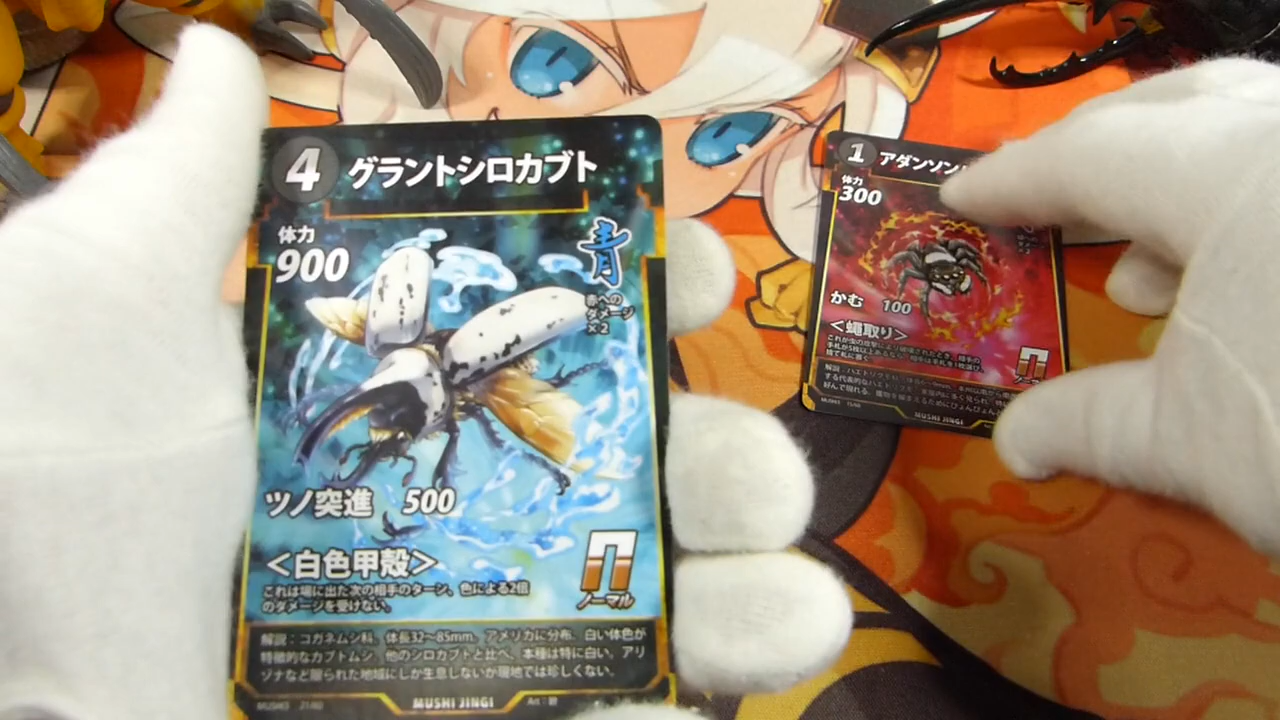 4 グラントシロカブト
体力
900
青
赤への
ダメージ
×2
ツノ突進 500
<白色甲殻>
これは場に出た次の相手のターン、色による2倍
のダメージを受けない。
ノーマル
解説：コガネムシ科、体長32～85mm、アメリカに分布、白い体色が
特徴的なカブトムシ。他のシロカブトと比べ、本種は特に白い。アリ
ゾナなど限られた地域にしか生息しないが現地では珍しくない。
MUSHI JINGI
1 アダンソン
体力
300
かむ 100
<蠅取り>
ノーマル
MUSHI JINGI